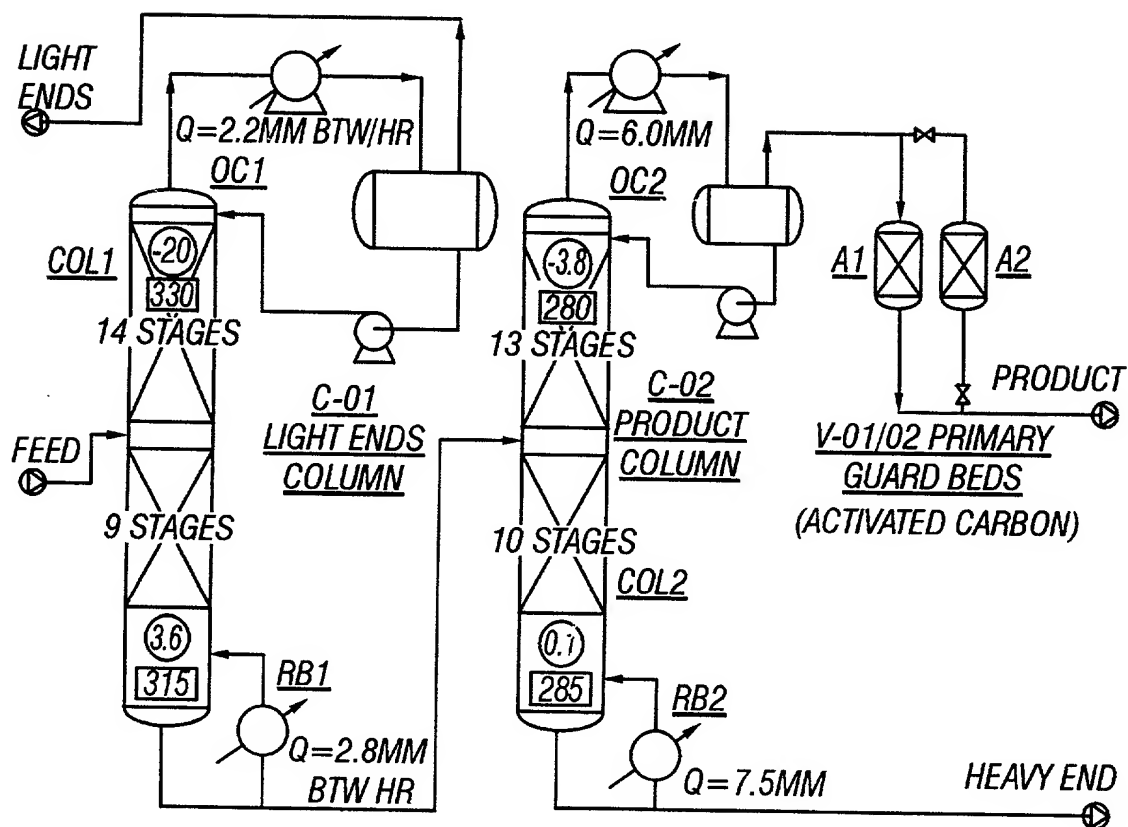 LIGHT
ENDS
Q=2.2MM BTW/HR
OC1
COL1
-20
330
14 STAGES
C-01
LIGHT ENDS
COLUMN
FEED
9 STAGES
3.6
315
RB1
Q=2.8MM
BTW HR
Q=6.0MM
OC2
-3.8
280
13 STAGES
C-02
PRODUCT
COLUMN
10 STAGES
COL2
0.1
285
RB2
Q=7.5MM
A1
A2
PRODUCT
V-01/02 PRIMARY
GUARD BEDS
(ACTIVATED CARBON)
HEAVY END